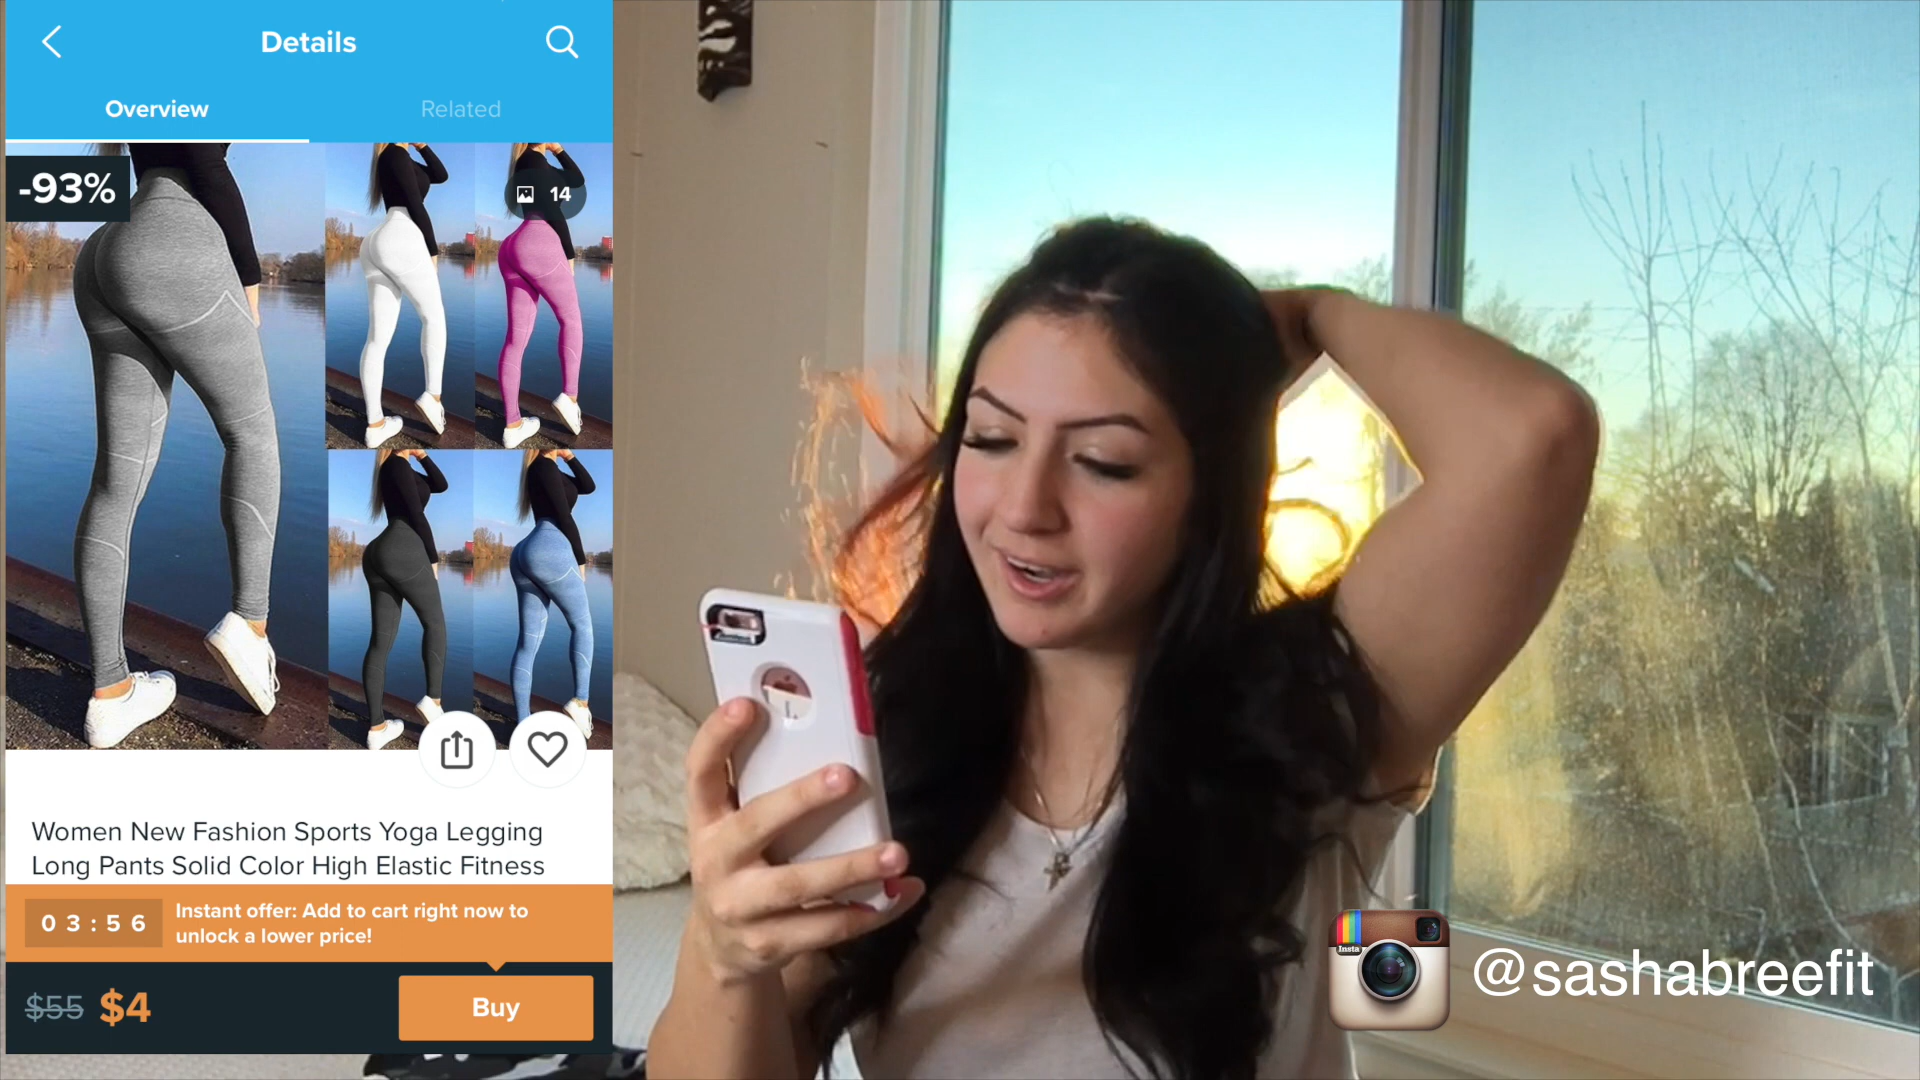 Details
Overview
Related
-93%
14
Women New Fashion Sports Yoga Legging
Long Pants Solid Color High Elastic Fitness
03:56
Instant offer: Add to cart right now to
unlock a lower price!
$55 $4
Buy
Insta
@sashabreefit